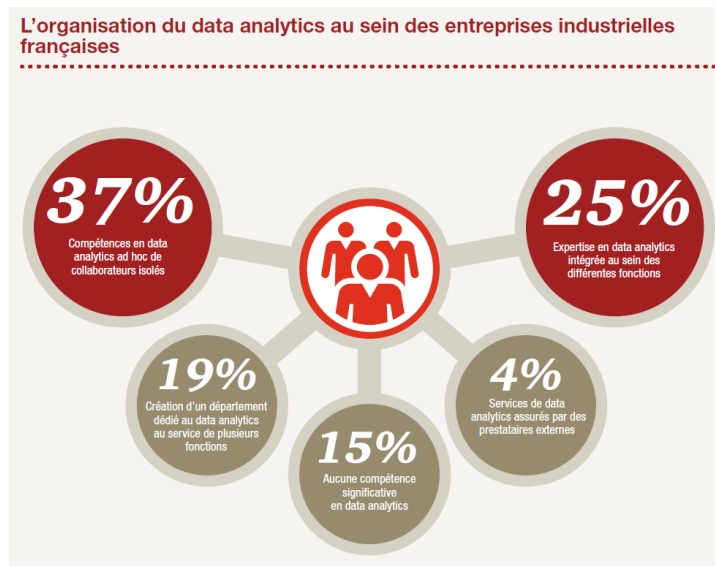 L'organisation du data analytics au sein des entreprises industrielles
françaises
37%
Compétences en data
analytics ad hoc de
collaborateurs isolés
25%
Expertise en data analytics
intégrée au sein des
différentes fonctions
19%
Création d'un département
dédié au data analytics
au service de plusieurs
fonctions
15%
Aucune compétence
significative
en data analytics
4%
Services de data
analytics assurés par des
prestataires externes